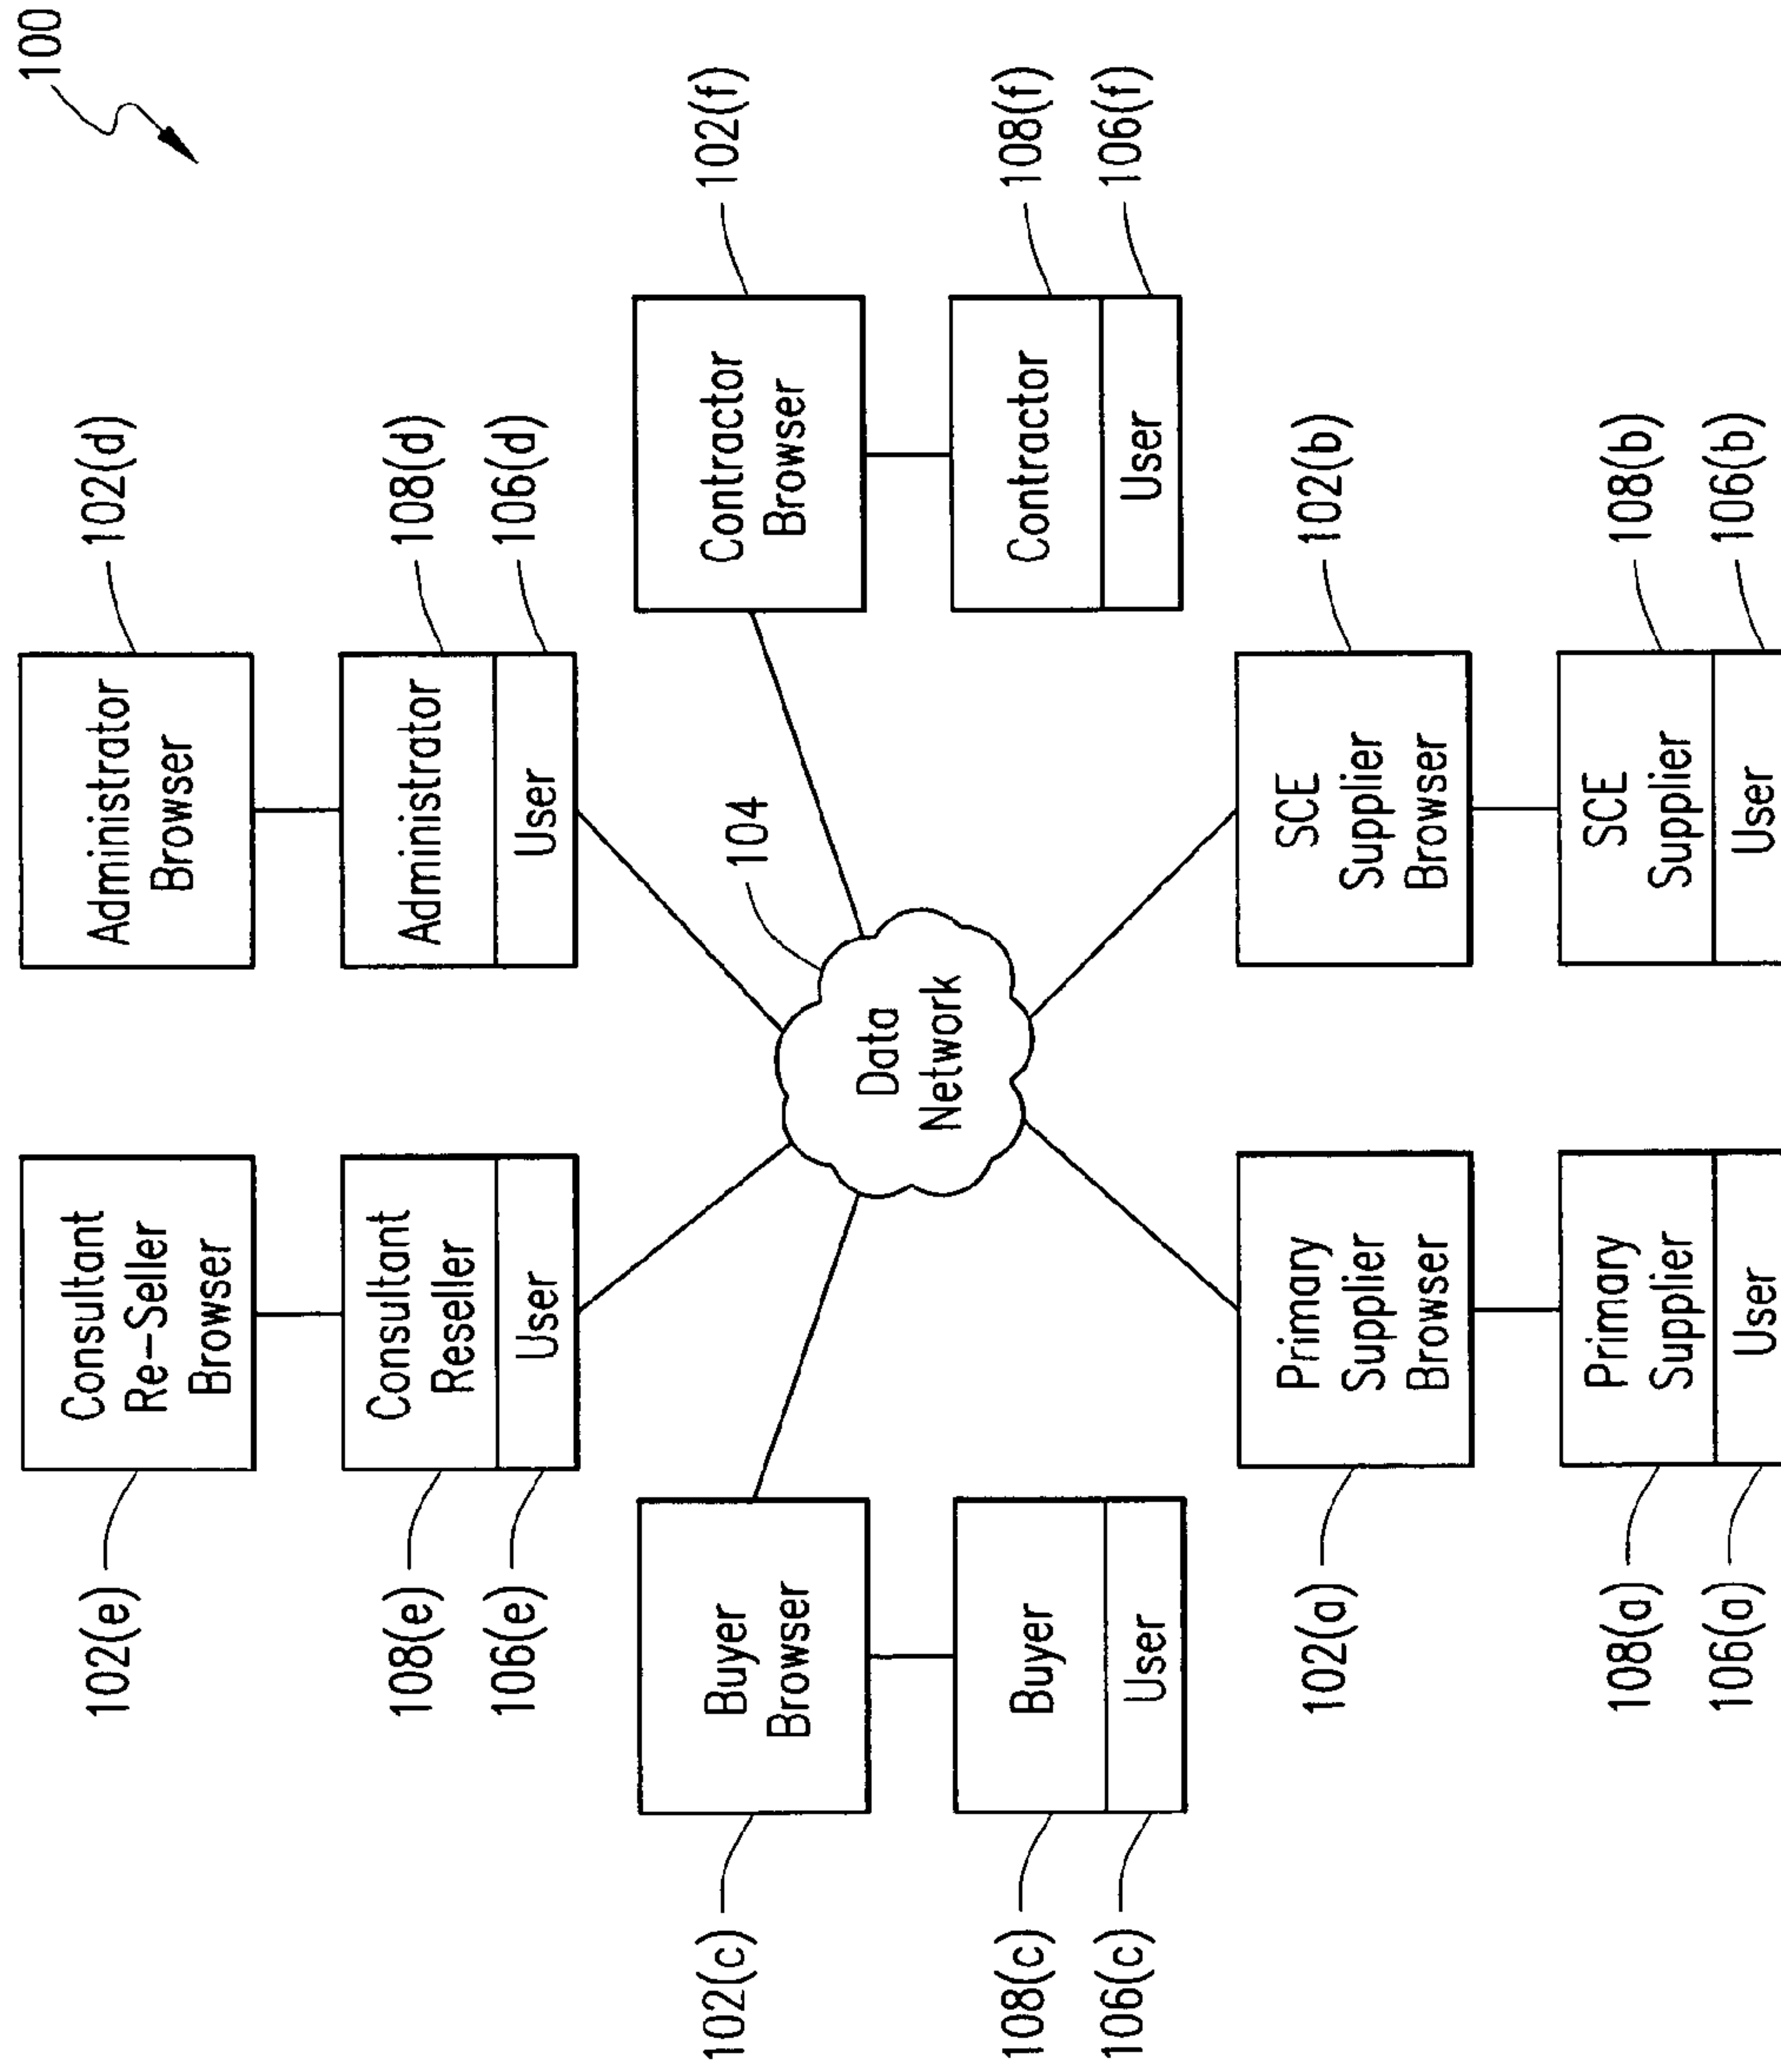 100
102(e)
Consultant
Re-Seller
Browser
Administrator
Browser
102(d)
108(e)
Consultant
Reseller
Administrator
108(d)
106(e)
User
User
106(d)
102(c)
Buyer
Browser
104
Contractor
Browser
102(f)
Data
Network
108(c)
Buyer
Contractor
108(f)
106(c)
User
User
106(f)
102(a)
Primary
Supplier
Browser
SCE
Supplier
Browser
102(b)
108(a)
Primary
Supplier
SCE
Supplier
108(b)
106(a)
User
User
106(b)